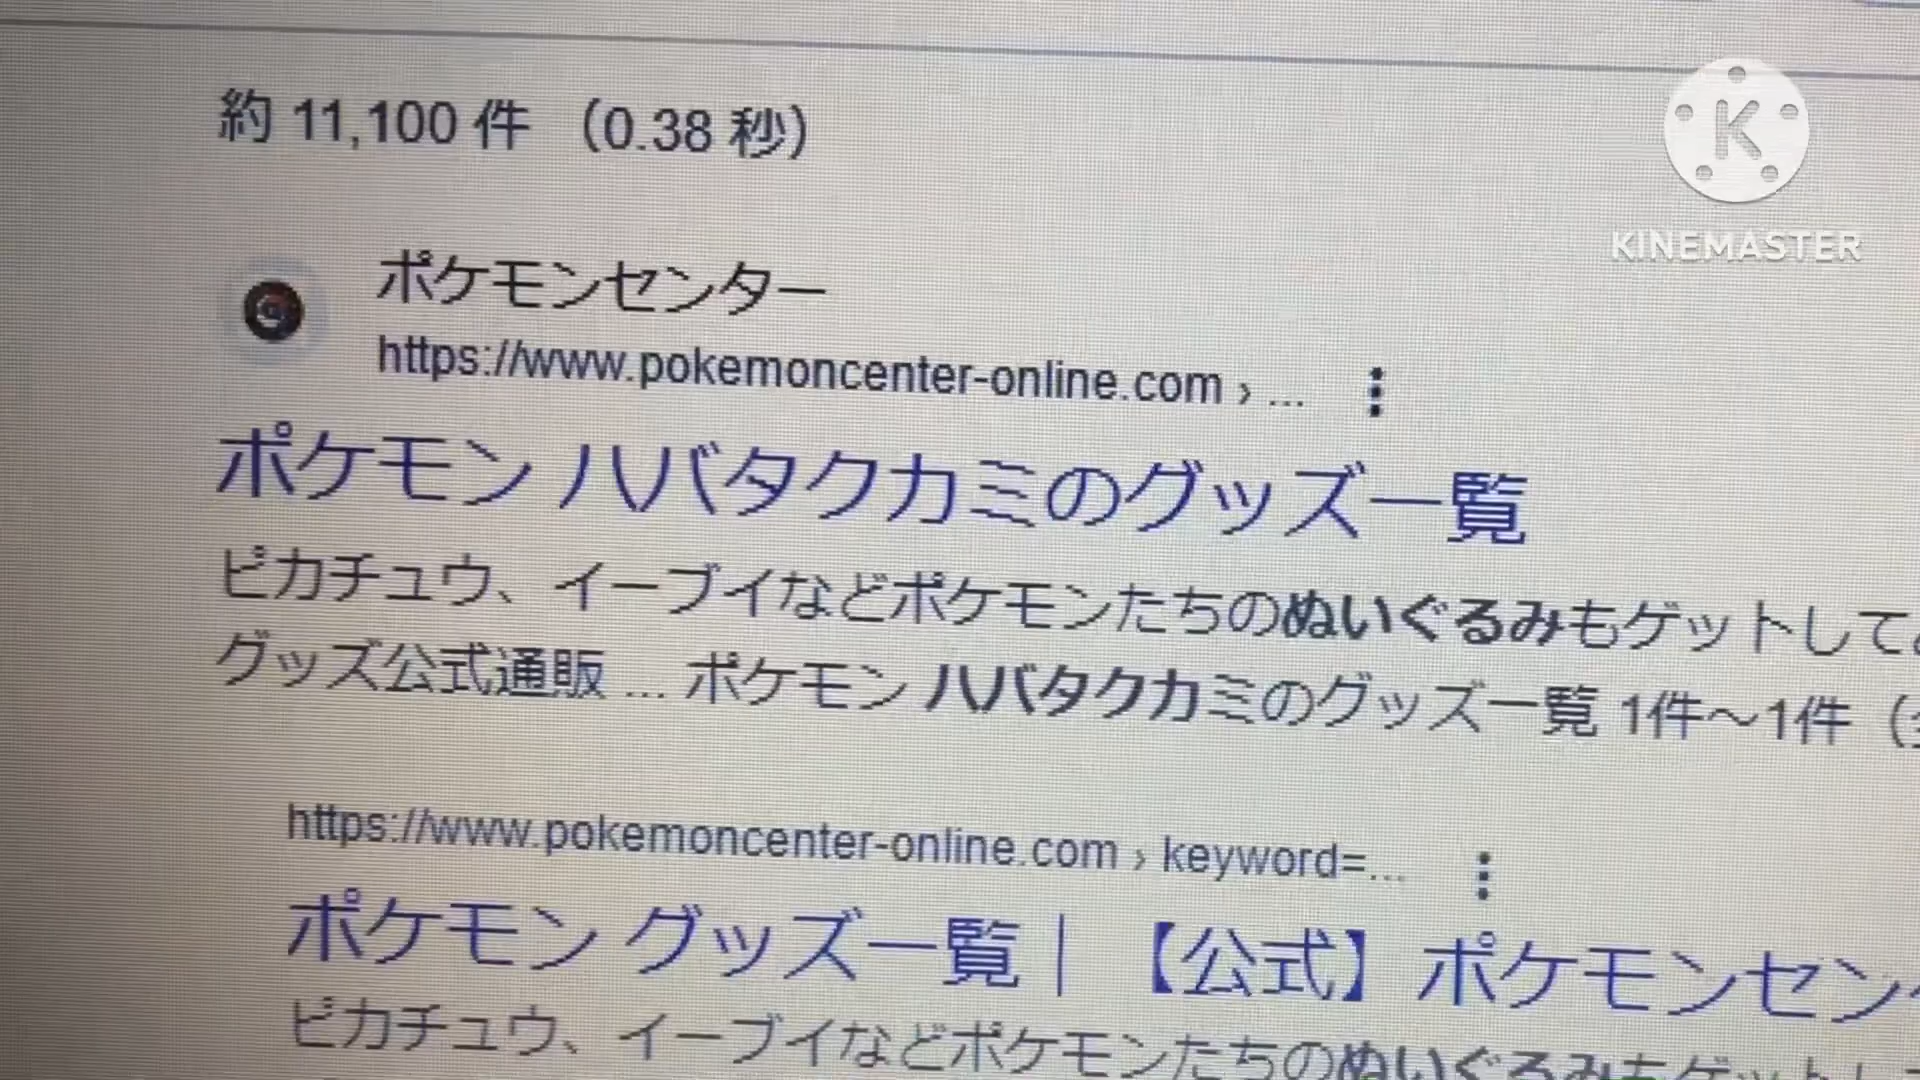 約 11,100 件 （0.38 秒）
K
KINEMASTER
ポケモンセンター
https://www.pokemoncenter-online.com › ...
ポケモン ハバタクカミのグッズ一覧
ピカチュウ、イーブイなどポケモンたちのぬいぐるみもゲットして
グッズ公式通販 ... ポケモン ハバタクカミのグッズ一覧 1件～1件（
https://www.pokemoncenter-online.com › keyword=...
ポケモン グッズ一覧｜【公式】ポケモンセン
ピカチュウ、イーブイなどポケモンたちのぬいぐるみもゲット